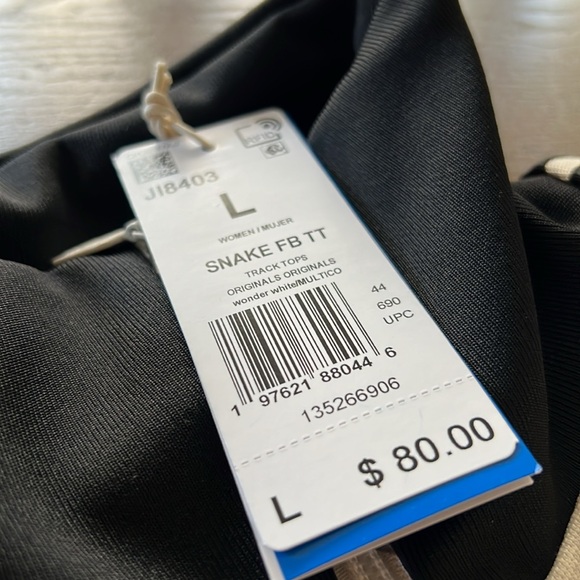 RFID
JI8403
L
WOMEN / MUJER
SNAKE FB TT
TRACK TOPS
ORIGINALS ORIGINALS
wonder white/MULTICO
44
690
UPC
1 97621 88044 6
135266906
L $ 80.00